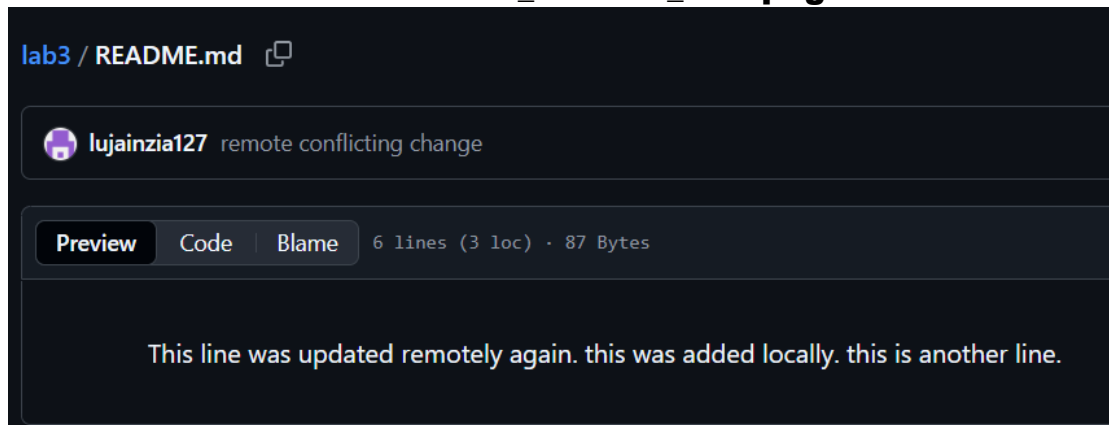 lab3 / README.md
lujainzia127 remote conflicting change
Preview Code Blame 6 lines (3 loc) · 87 Bytes
This line was updated remotely again. this was added locally. this is another line.